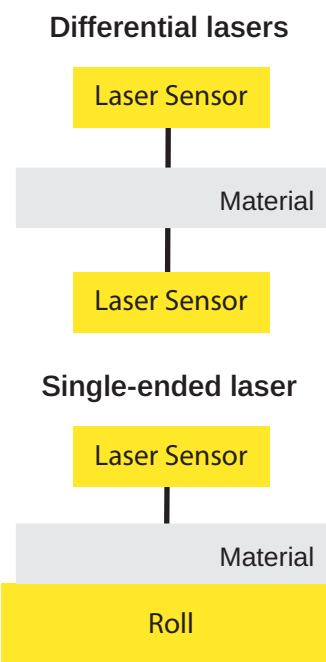 Differential lasers
Laser Sensor
Material
Laser Sensor
Single-ended laser
Laser Sensor
Material
Roll